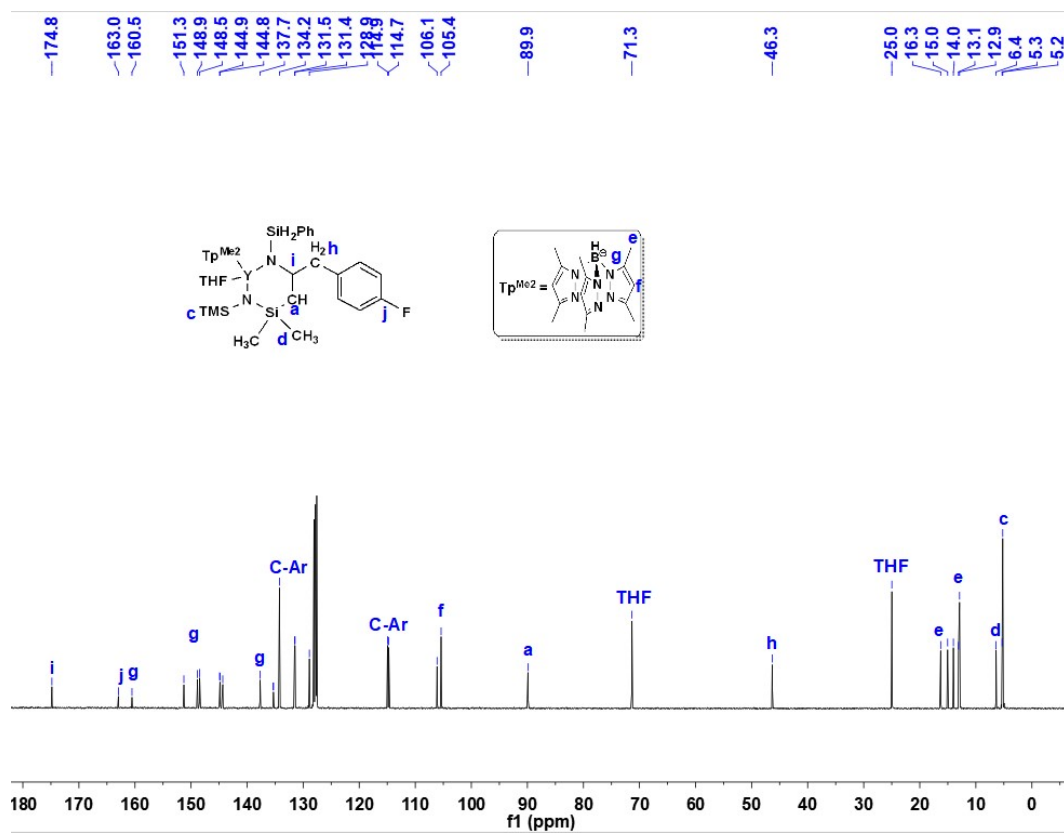 174.8
163.0
160.5
151.3
148.9
148.5
144.9
144.8
137.7
134.2
131.5
131.4
128.9
114.9
114.7
106.1
105.4
89.9
71.3
46.3
25.0
16.3
15.0
14.0
13.1
12.9
6.4
5.3
5.2
SiH2Ph
TpMe2
H2
h
N
i
C
THF
Y
N
CH
a
c
TMS
Si
j
F
H3C
d
CH3
H
e
B
⊖
g
TpMe2 =
N
N
N
f
N
N
N
c
C-Ar
THF
THF
e
f
g
C-Ar
e
d
i
j
g
g
a
h
180 170 160 150 140 130 120 110 100 90 80 70 60 50 40 30 20 10 0
f1 (ppm)